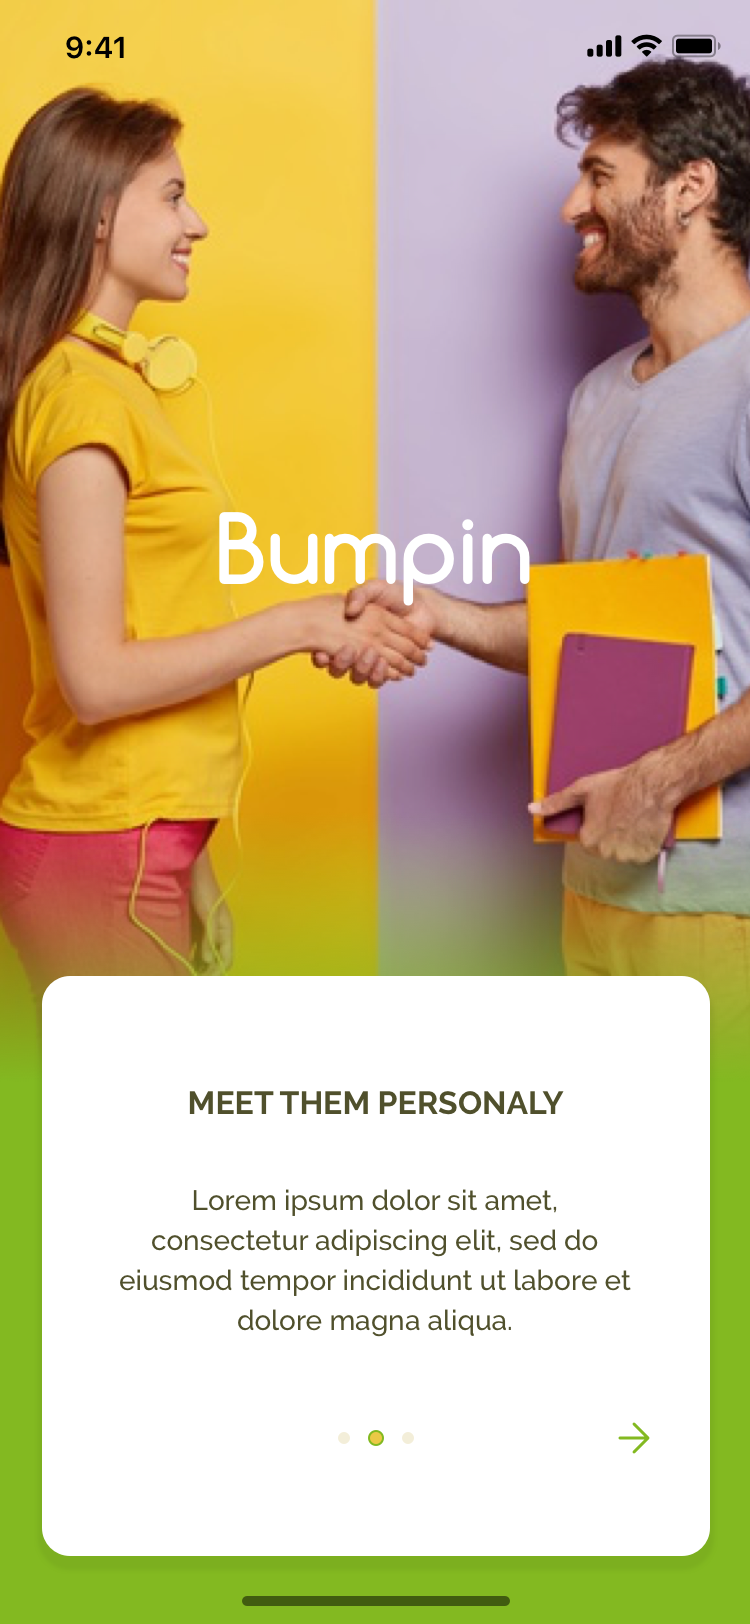 9:41
Bumpin
MEET THEM PERSONALY
Lorem ipsum dolor sit amet,
consectetur adipiscing elit, sed do
eiusmod tempor incididunt ut labore et
dolore magna aliqua.